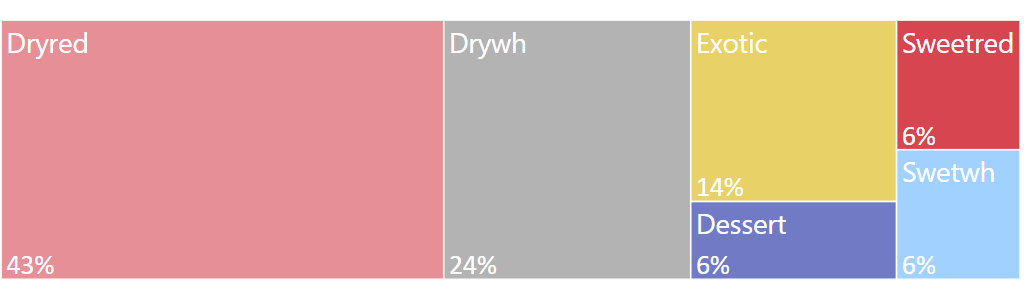 Dryred
43%
Drywh
24%
Exotic
14%
Dessert
6%
Sweetred
6%
Swetwh
6%